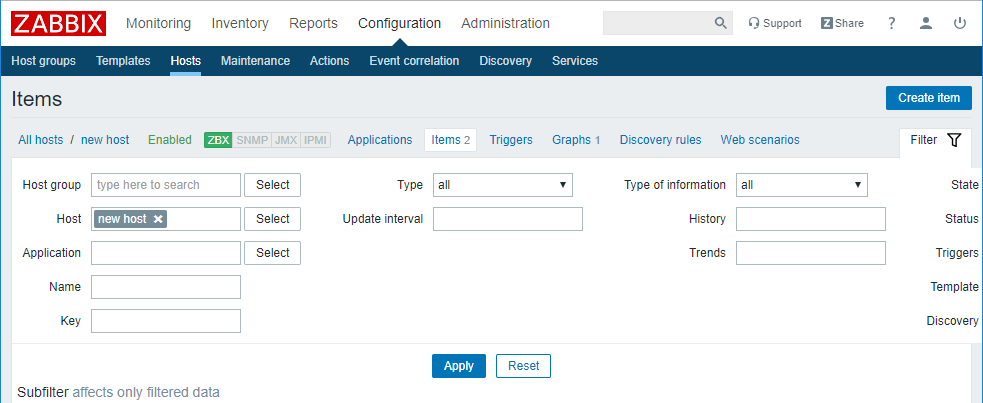 ZABBIX Monitoring Inventory Reports Configuration Administration Support Z Share ?
Host groups Templates Hosts Maintenance Actions Event correlation Discovery Services
Items Create item
All hosts / new host Enabled ZBX SNMP JMX IPMI Applications Items 2 Triggers Graphs 1 Discovery rules Web scenarios Filter
Host group type here to search Select Type all Type of information all State
Host new host Select Update interval History Status
Application Select Trends Triggers
Name Template
Key Discovery
Apply Reset
Subfilter affects only filtered data